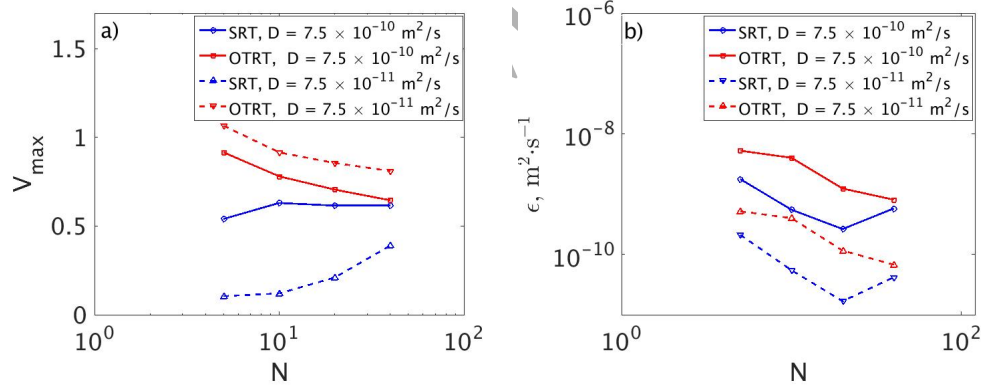 a)
SRT, D = 7.5 × 10⁻¹⁰ m²/s
OTRT, D = 7.5 × 10⁻¹⁰ m²/s
SRT, D = 7.5 × 10⁻¹¹ m²/s
OTRT, D = 7.5 × 10⁻¹¹ m²/s
1.5
1
0.5
0
V_max
10⁰
10¹
10²
N
b)
SRT, D = 7.5 × 10⁻¹⁰ m²/s
OTRT, D = 7.5 × 10⁻¹⁰ m²/s
SRT, D = 7.5 × 10⁻¹¹ m²/s
OTRT, D = 7.5 × 10⁻¹¹ m²/s
10⁻⁶
10⁻⁸
10⁻¹⁰
ϵ, m²·s⁻¹
10⁰
10²
N